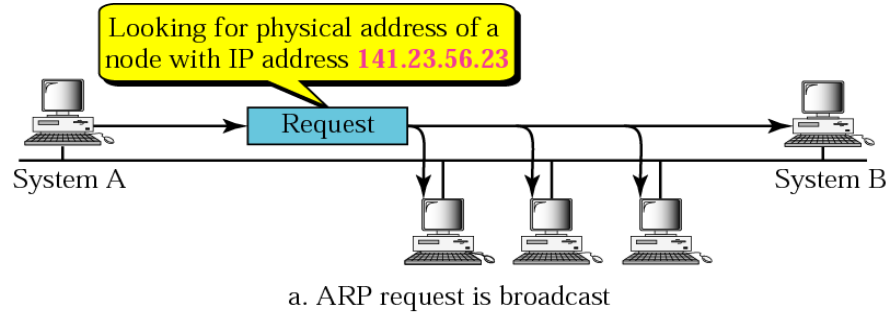 Looking for physical address of a
node with IP address 141.23.56.23
Request
System A
System B
a. ARP request is broadcast